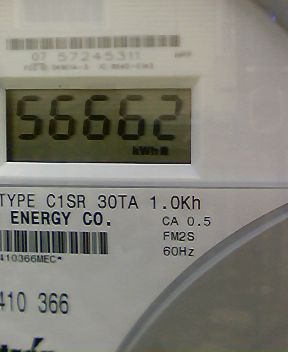 07 57245311
56662
kWh
TYPE C1SR 30TA 1.0Kh
ENERGY CO. CA 0.5
FM2S
60Hz
410366MEC*
410 366